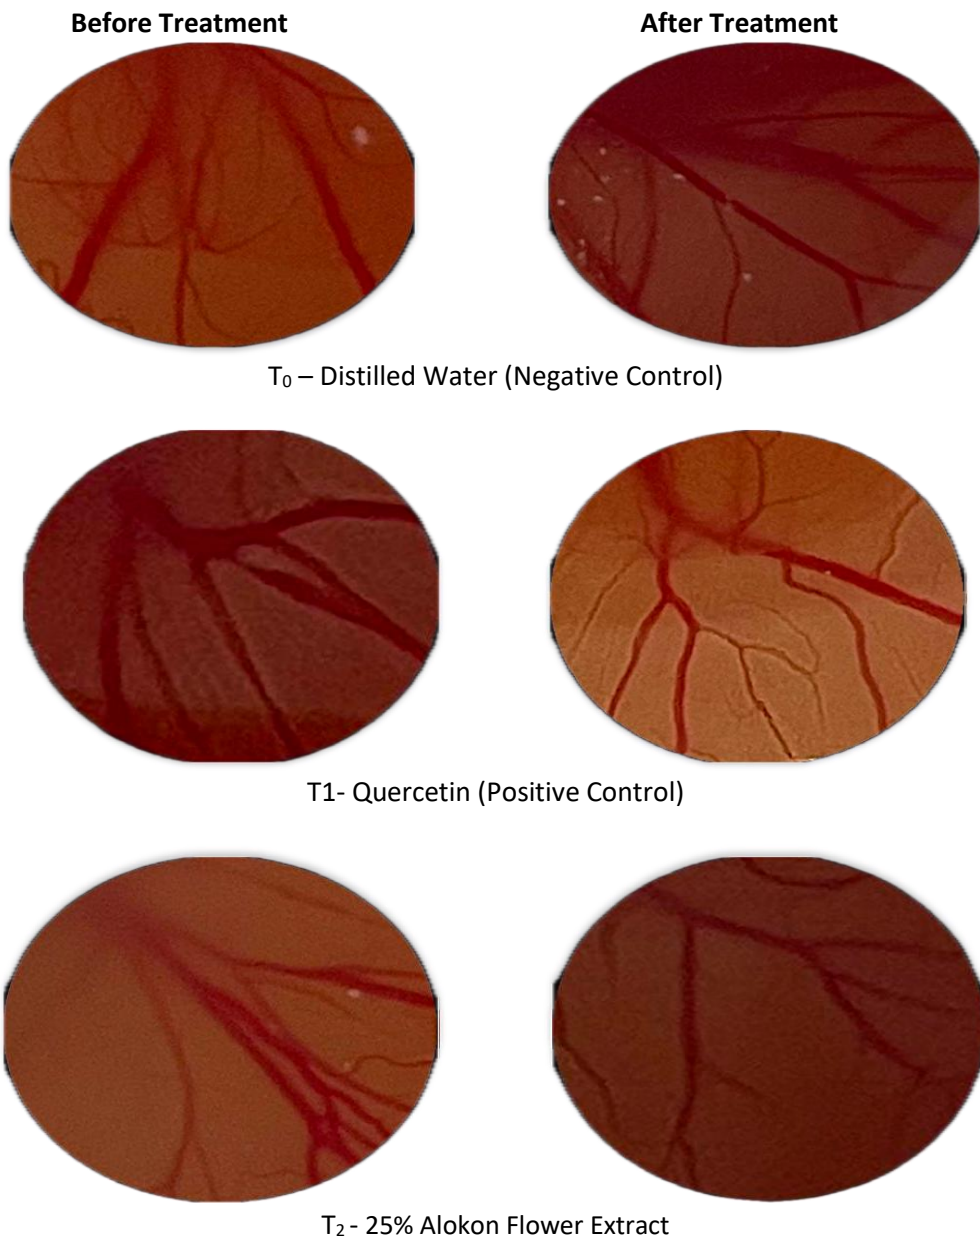 Before Treatment After Treatment
T₀ – Distilled Water (Negative Control)
T1- Quercetin (Positive Control)
T₂ - 25% Alokon Flower Extract